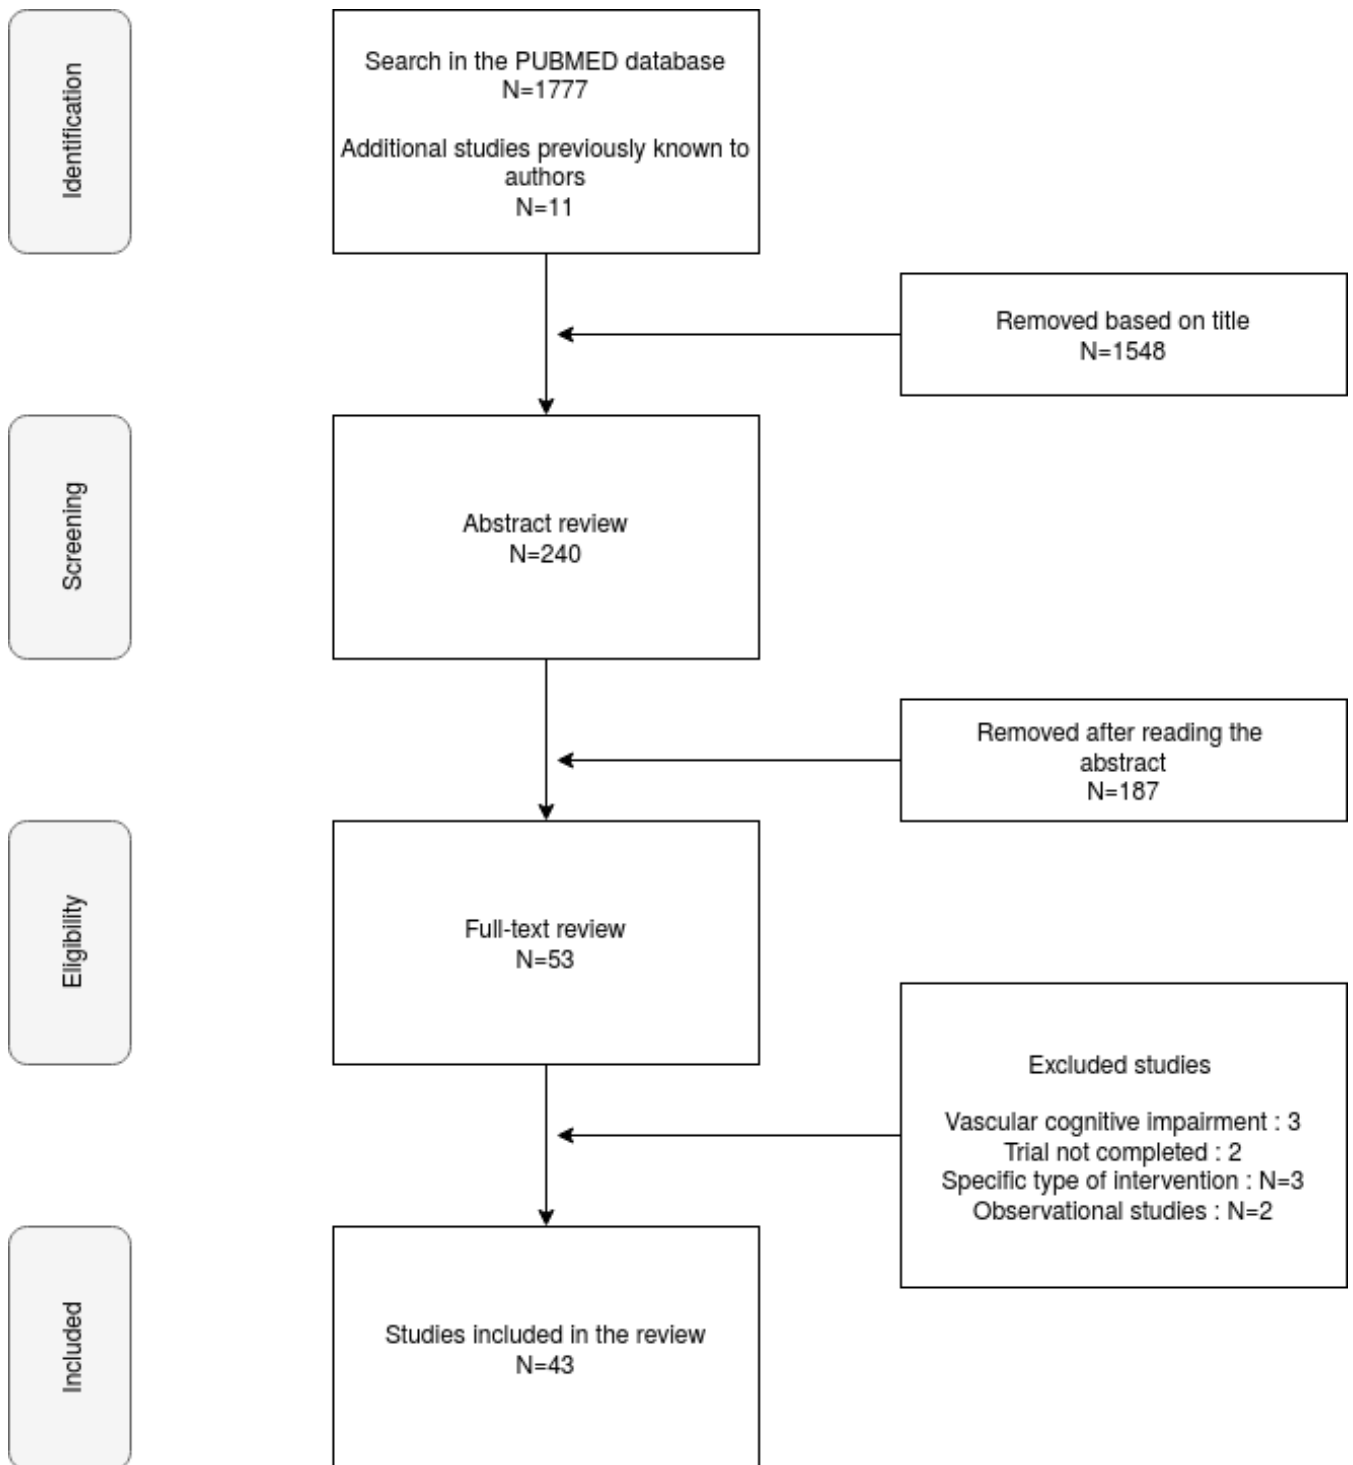 Identification
Search in the PUBMED database
N=1777
Additional studies previously known to
authors
N=11
Removed based on title
N=1548
Screening
Abstract review
N=240
Removed after reading the
abstract
N=187
Eligibility
Full-text review
N=53
Excluded studies
Vascular cognitive impairment : 3
Trial not completed : 2
Specific type of intervention : N=3
Observational studies : N=2
Included
Studies included in the review
N=43